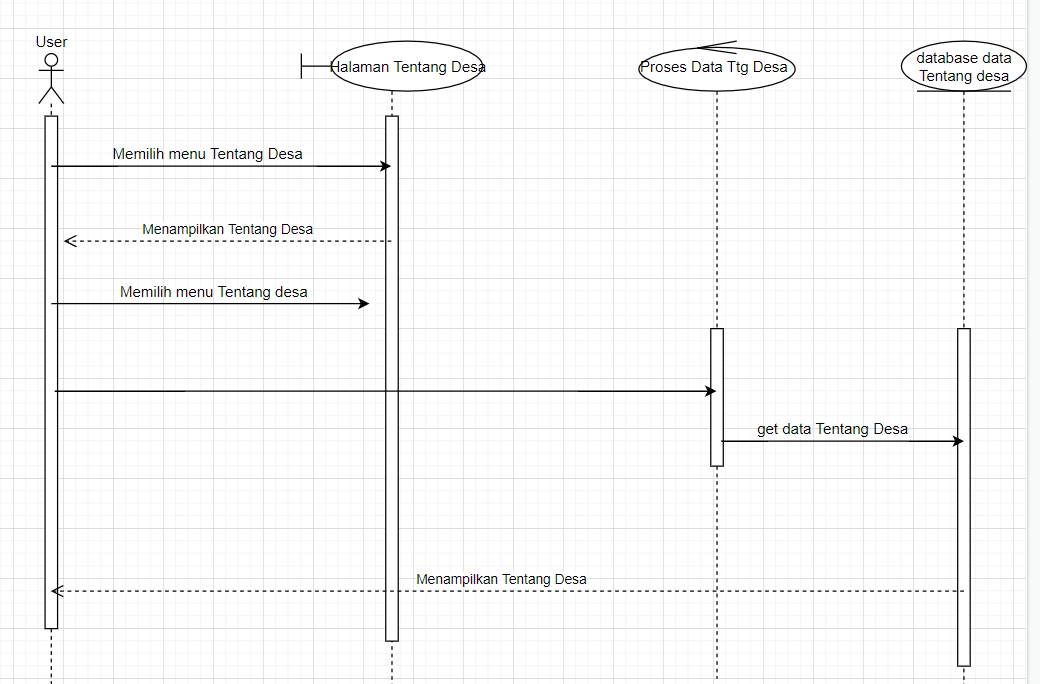 User
Halaman Tentang Desa
Proses Data Ttg Desa
database data
Tentang desa
Memilih menu Tentang Desa
Menampilkan Tentang Desa
Memilih menu Tentang desa
get data Tentang Desa
Menampilkan Tentang Desa